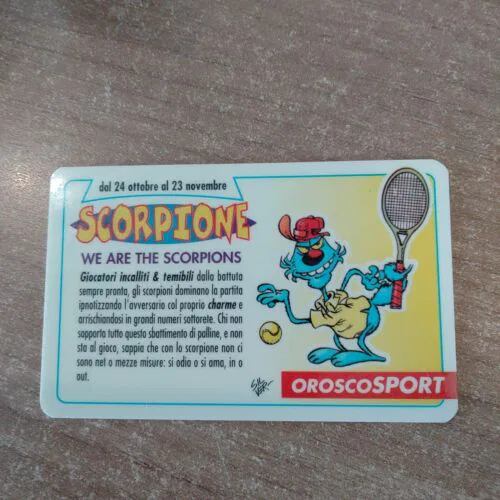 dal 24 ottobre al 23 novembre
SCORPIONE
WE ARE THE SCORPIONS
Giocatori incalliti & temibili dalla battuta
sempre pronta, gli scorpioni dominano la partita
ipnotizzando l'avversario col proprio charme e
arrischiandosi in grandi numeri sottorete. Chi non
sopporta tutto questo sbattimento di palline, e non
sta al gioco, sappia che con lo scorpione non ci
sono net o mezze misure: si odia o si ama, in o
out.
SILVER
OROSCOSPORT